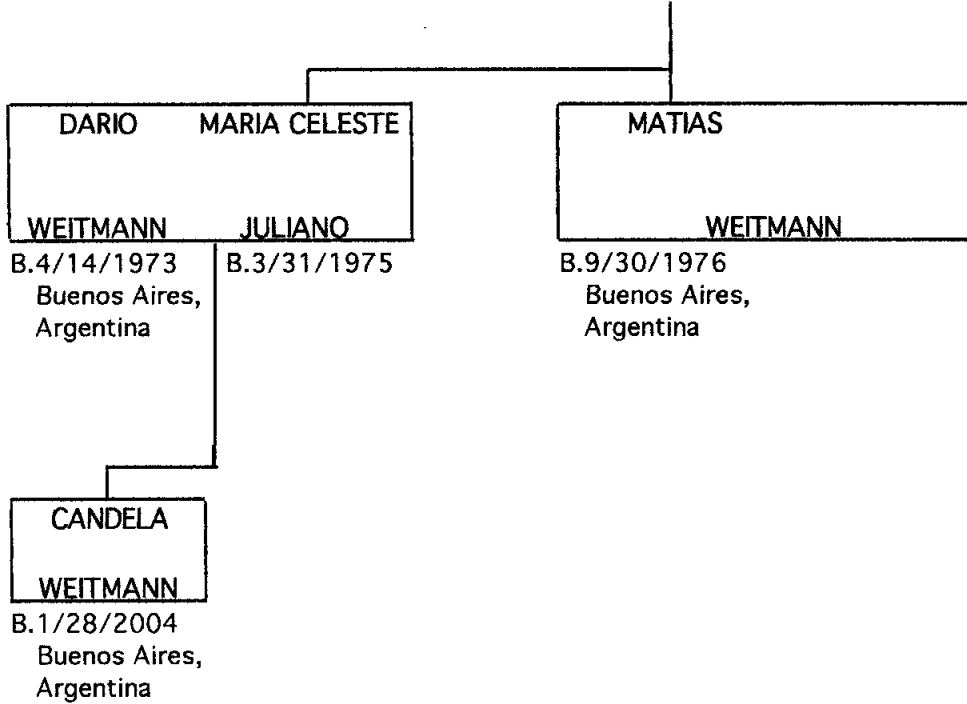 DARIO MARIA CELESTE
WEITMANN JULIANO
B.4/14/1973 B.3/31/1975
Buenos Aires,
Argentina
MATIAS
WEITMANN
B.9/30/1976
Buenos Aires,
Argentina
CANDELA
WEITMANN
B.1/28/2004
Buenos Aires,
Argentina